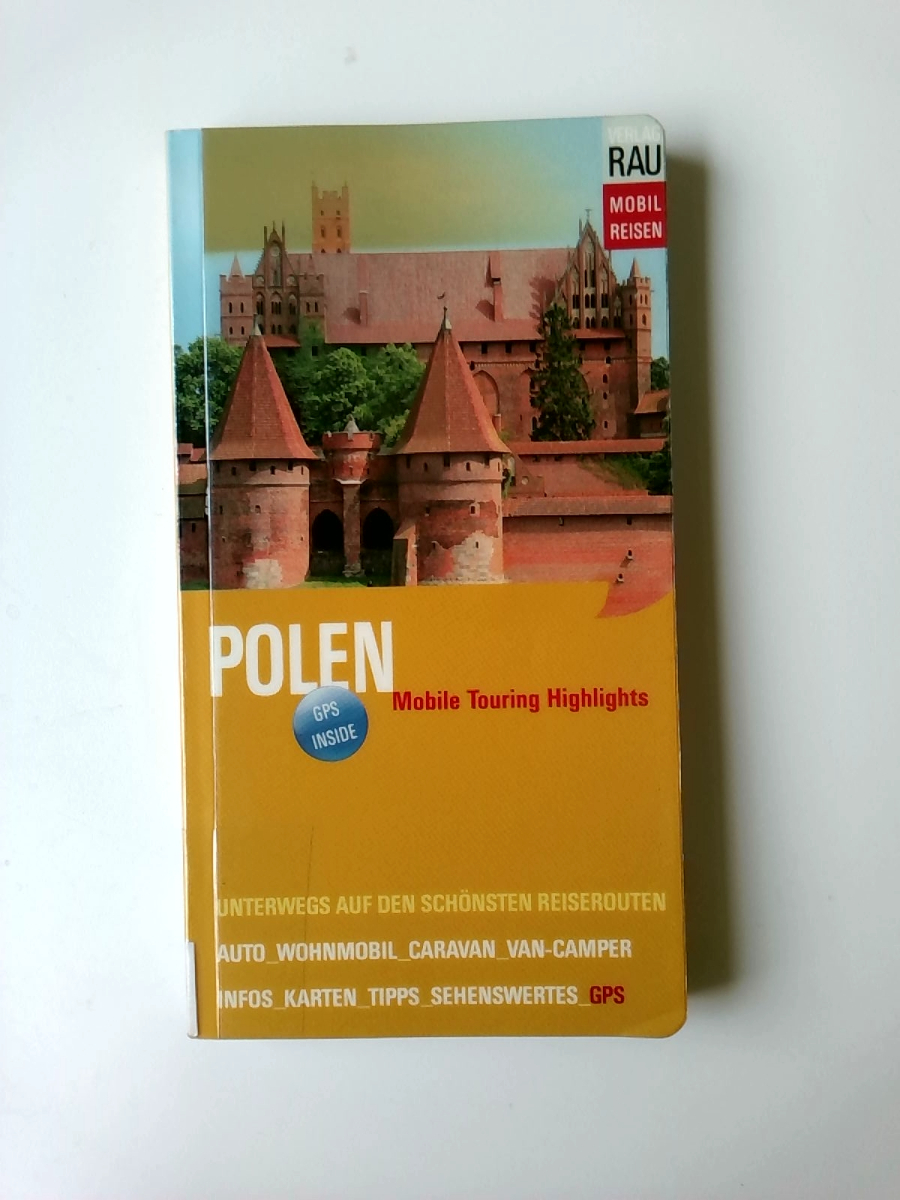 VERLAG
RAU
MOBIL
REISEN
POLEN
Mobile Touring Highlights
GPS
INSIDE
UNTERWEGS AUF DEN SCHÖNSTEN REISEROUTEN
AUTO_WOHNMOBIL_CARAVAN_VAN-CAMPER
INFOS_KARTEN_TIPPS_SEHENSWERTES_GPS